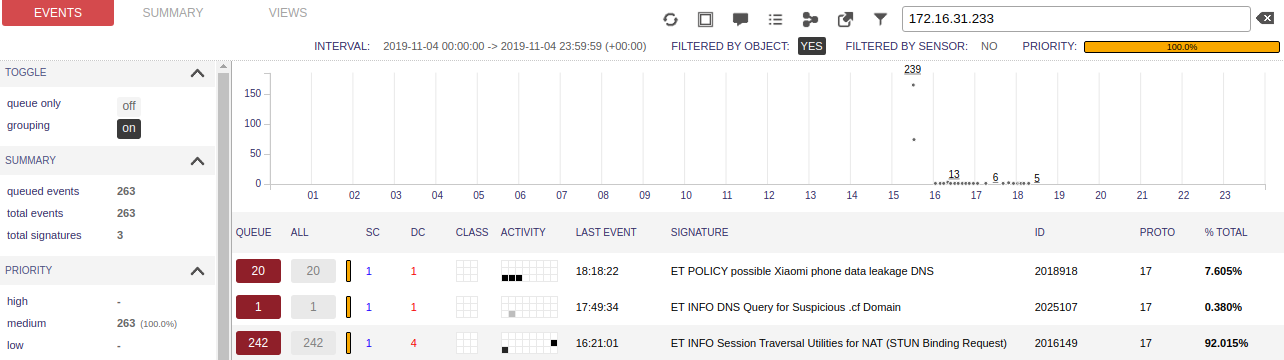 EVENTS SUMMARY VIEWS
172.16.31.233
INTERVAL: 2019-11-04 00:00:00 -> 2019-11-04 23:59:59 (+00:00) FILTERED BY OBJECT: YES FILTERED BY SENSOR: NO PRIORITY: 100.0%
TOGGLE
queue only off
grouping on
SUMMARY
queued events 263
total events 263
total signatures 3
PRIORITY
high -
medium 263 (100.0%)
low -
239
150
100
50
13 6 5
0
01 02 03 04 05 06 07 08 09 10 11 12 13 14 15 16 17 18 19 20 21 22 23
QUEUE ALL SC DC CLASS ACTIVITY LAST EVENT SIGNATURE ID PROTO % TOTAL
20 20 1 1 18:18:22 ET POLICY possible Xiaomi phone data leakage DNS 2018918 17 7.605%
1 1 1 1 17:49:34 ET INFO DNS Query for Suspicious .cf Domain 2025107 17 0.380%
242 242 1 4 16:21:01 ET INFO Session Traversal Utilities for NAT (STUN Binding Request) 2016149 17 92.015%